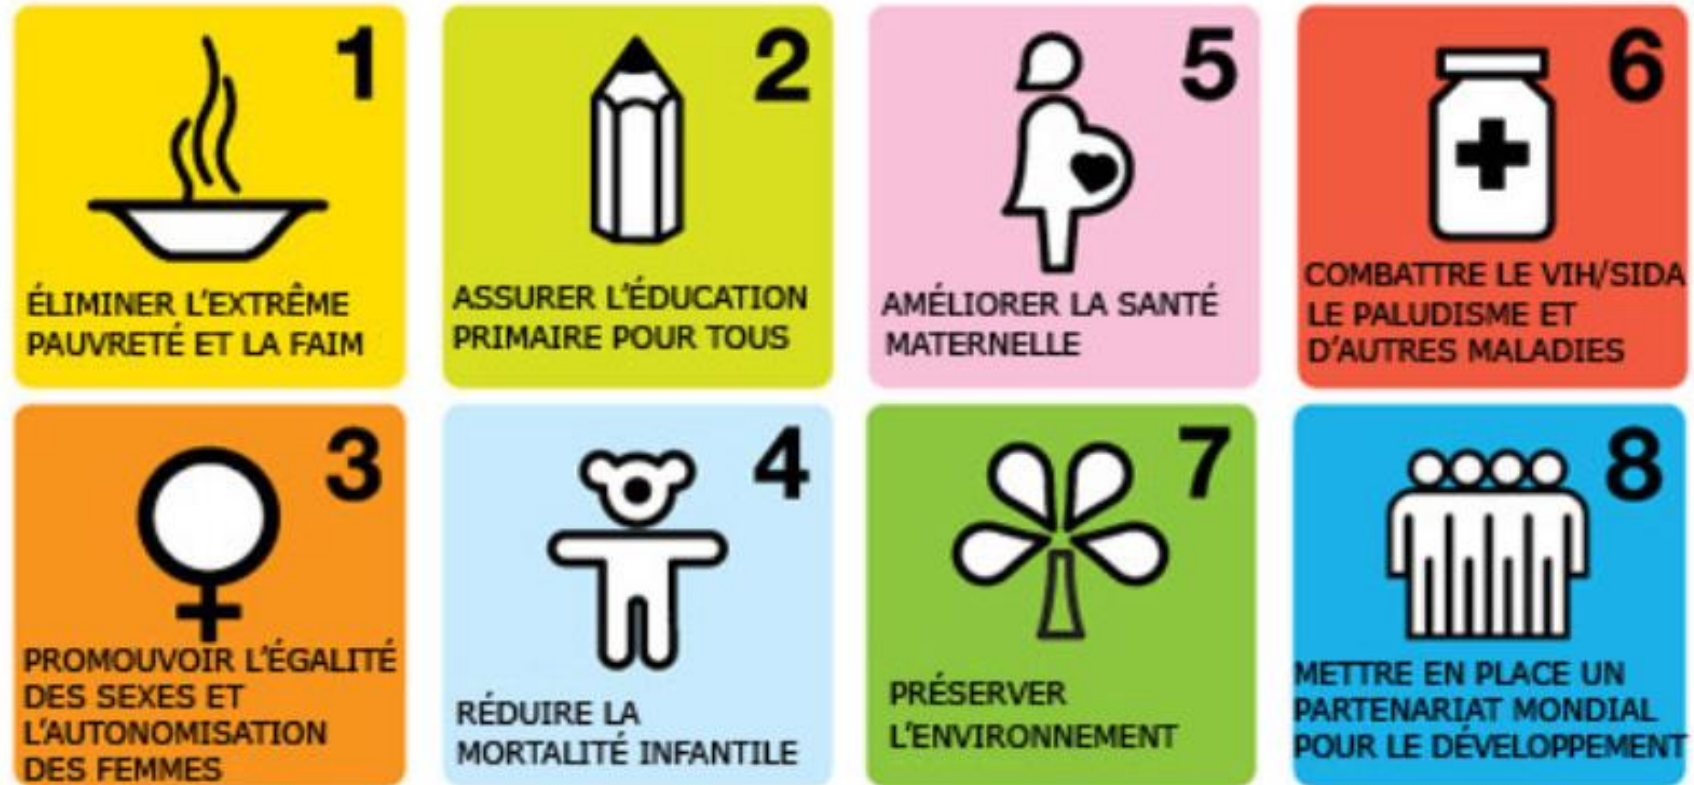 1
ÉLIMINER L'EXTRÊME
PAUVRETÉ ET LA FAIM
2
ASSURER L'ÉDUCATION
PRIMAIRE POUR TOUS
5
AMÉLIORER LA SANTÉ
MATERNELLE
6
COMBATTRE LE VIH/SIDA
LE PALUDISME ET
D'AUTRES MALADIES
3
PROMOUVOIR L'ÉGALITÉ
DES SEXES ET
L'AUTONOMISATION
DES FEMMES
4
RÉDUIRE LA
MORTALITÉ INFANTILE
7
PRÉSERVER
L'ENVIRONNEMENT
8
METTRE EN PLACE UN
PARTENARIAT MONDIAL
POUR LE DÉVELOPPEMENT